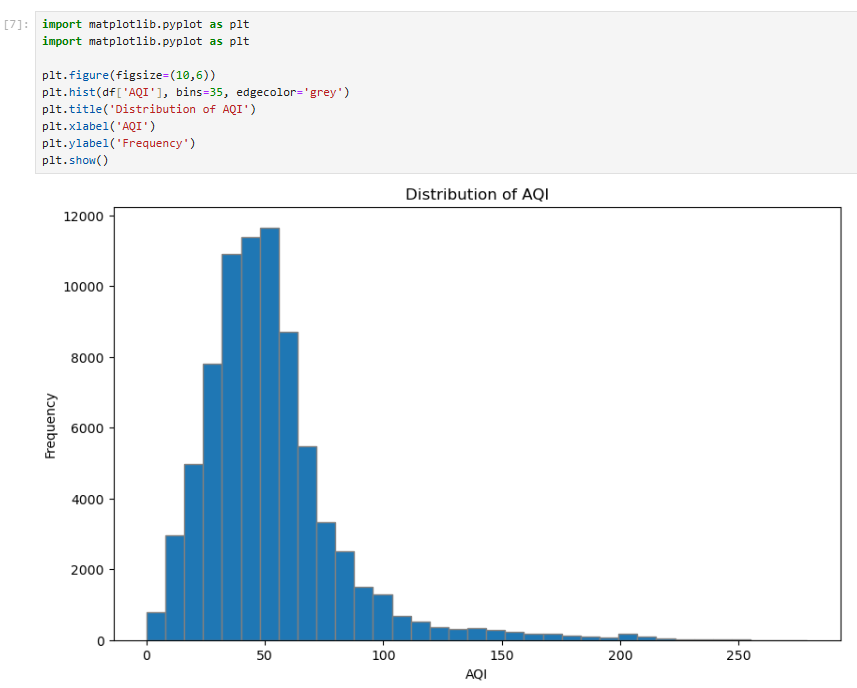 [7]:
import matplotlib.pyplot as plt
import matplotlib.pyplot as plt
plt.figure(figsize=(10,6))
plt.hist(df['AQI'], bins=35, edgecolor='grey')
plt.title('Distribution of AQI')
plt.xlabel('AQI')
plt.ylabel('Frequency')
plt.show()
Distribution of AQI
12000
10000
8000
6000
4000
2000
0
Frequency
0 50 100 150 200 250
AQI